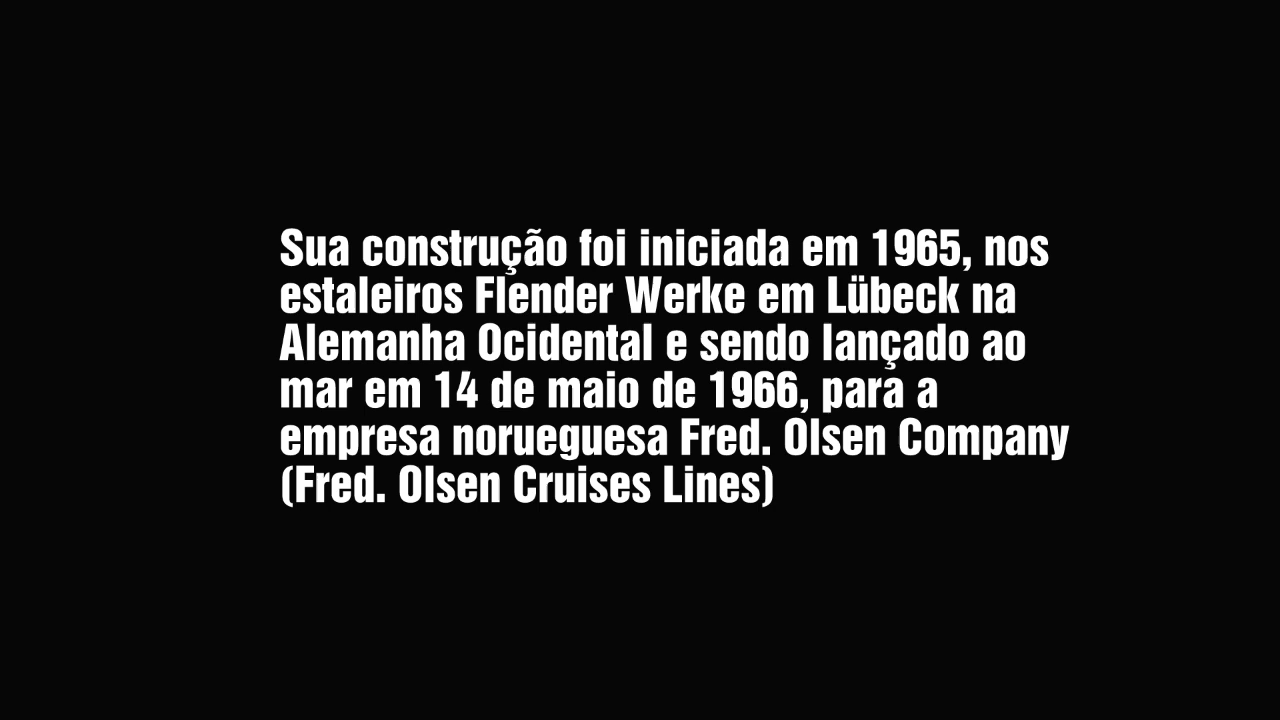 Sua construção foi iniciada em 1965, nos
estaleiros Flender Werke em Lübeck na
Alemanha Ocidental e sendo lançado ao
mar em 14 de maio de 1966, para a
empresa norueguesa Fred. Olsen Company
(Fred. Olsen Cruises Lines)